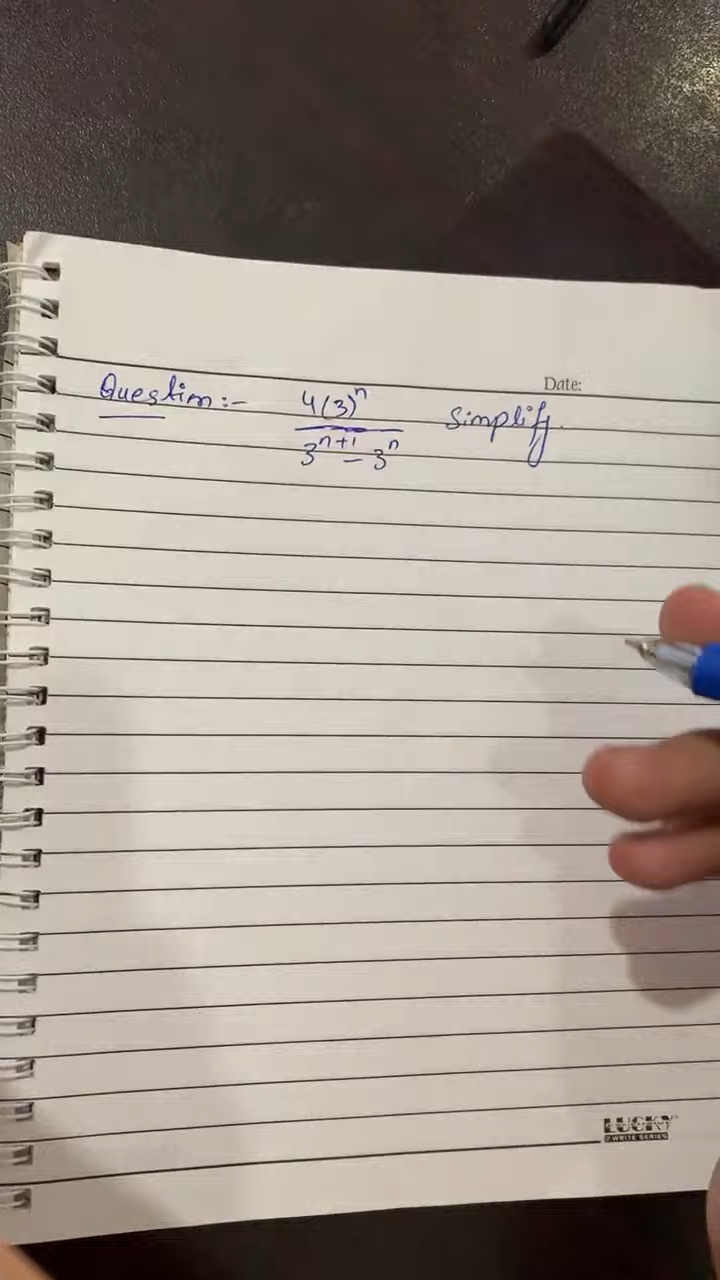 Date:
Question:- 4(3)^n / 3^{n+1} - 3^n Simplify.
LUCKY
WRITE SERIES